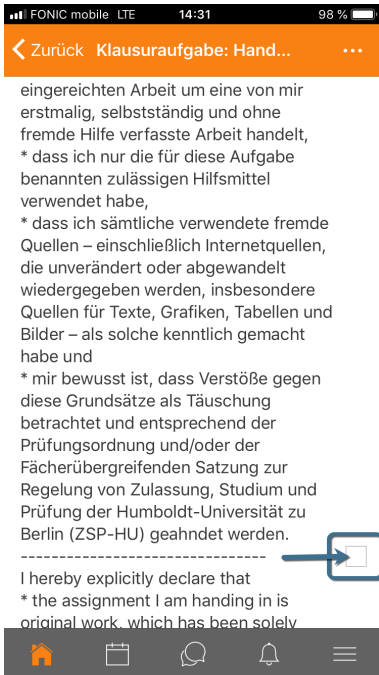 FONIC mobile LTE 14:31 98 %
Zurück Klausuraufgabe: Hand...
eingereichten Arbeit um eine von mir
erstmalig, selbstständig und ohne
fremde Hilfe verfasste Arbeit handelt,
* dass ich nur die für diese Aufgabe
benannten zulässigen Hilfsmittel
verwendet habe,
* dass ich sämtliche verwendete fremde
Quellen – einschließlich Internetquellen,
die unverändert oder abgewandelt
wiedergegeben werden, insbesondere
Quellen für Texte, Grafiken, Tabellen und
Bilder – als solche kenntlich gemacht
habe und
* mir bewusst ist, dass Verstöße gegen
diese Grundsätze als Täuschung
betrachtet und entsprechend der
Prüfungsordnung und/oder der
Fächerübergreifenden Satzung zur
Regelung von Zulassung, Studium und
Prüfung der Humboldt-Universität zu
Berlin (ZSP-HU) geahndet werden.
--------------------------------
I hereby explicitly declare that
* the assignment I am handing in is
original work, which has been solely